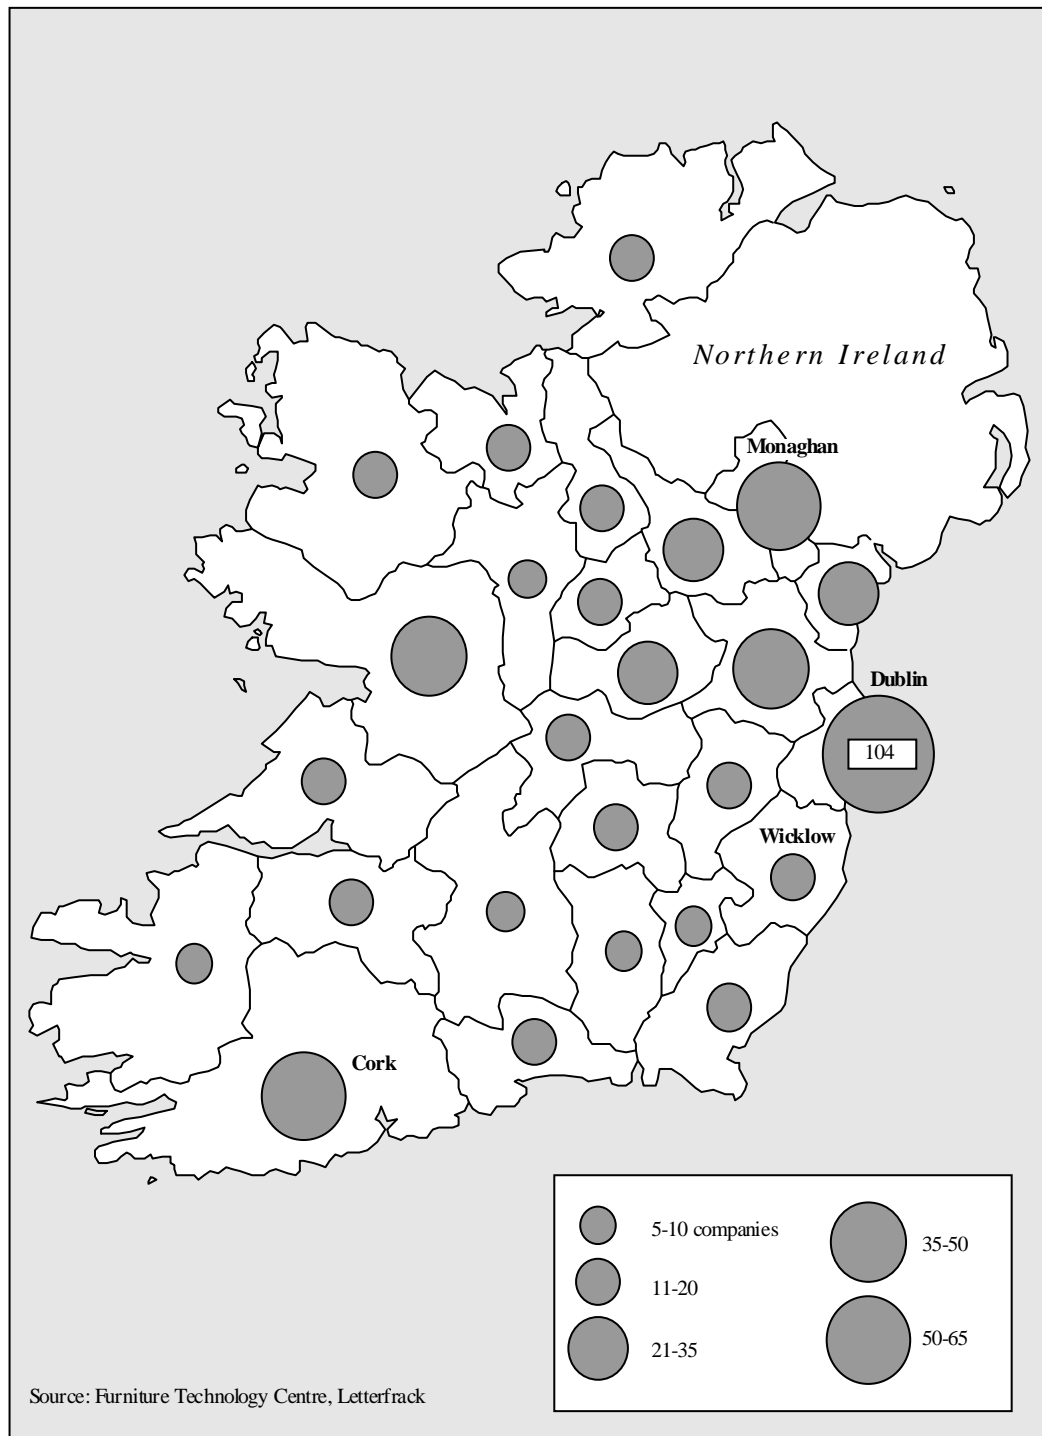 Northern Ireland
Monaghan
Dublin
104
Wicklow
Cork
5-10 companies
11-20
21-35
35-50
50-65
Source: Furniture Technology Centre, Letterfrack